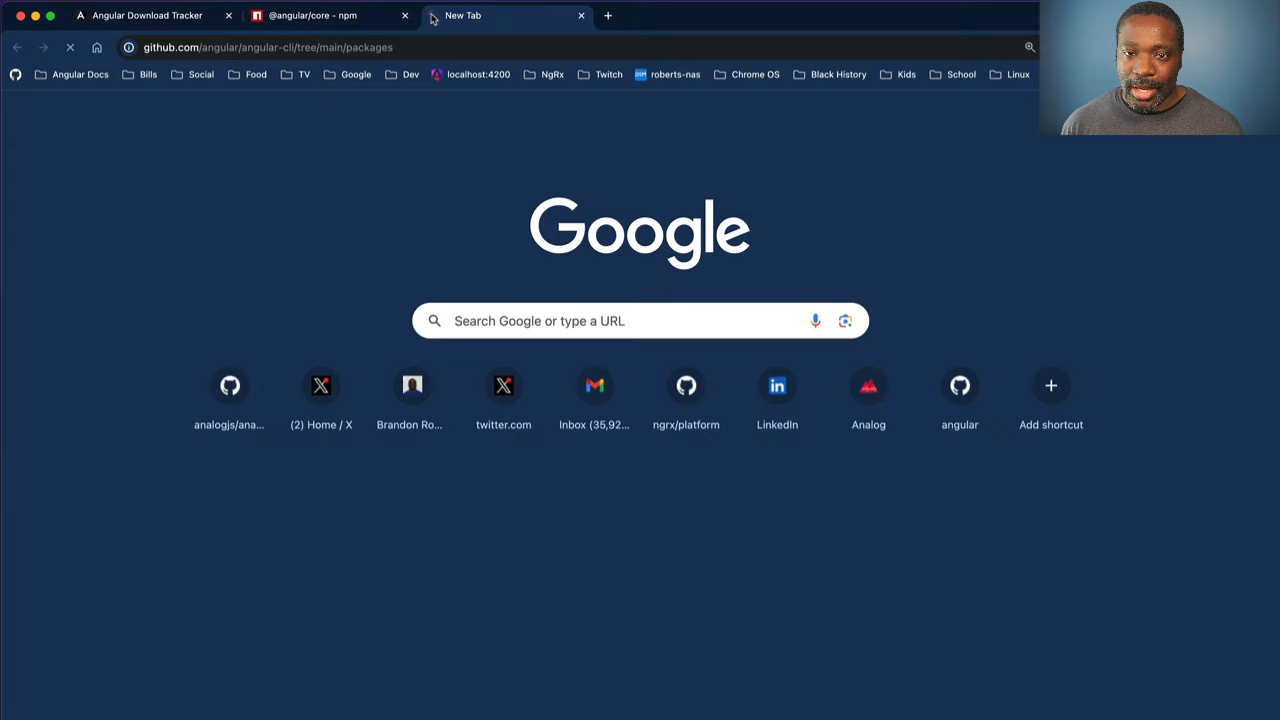 Angular Download Tracker
@angular/core - npm
New Tab
github.com/angular/angular-cli/tree/main/packages
Angular Docs Bills Social Food TV Google Dev localhost:4200 NgRx Twitch roberts-nas Chrome OS Black History Kids School Linux
Google
Search Google or type a URL
analogjs/ana... (2) Home / X Brandon Ro... twitter.com Inbox (35,92... ngrx/platform LinkedIn Analog angular Add shortcut